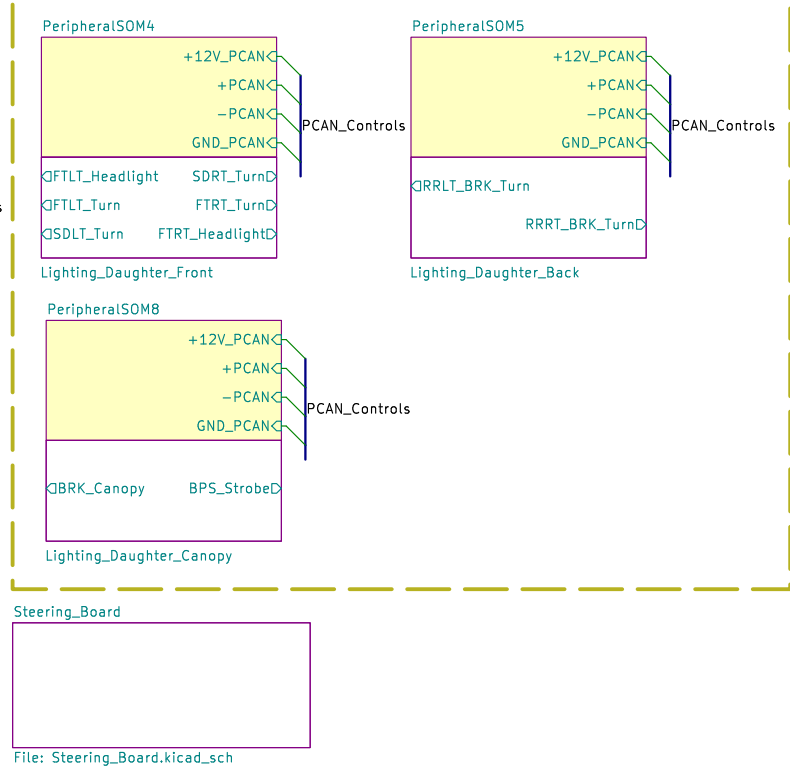 PeripheralSOM4
+12V_PCAN
+PCAN
-PCAN
GND_PCAN
PCAN_Controls
FTLT_Headlight
SDRT_Turn
FTLT_Turn
FTRT_Turn
SDLT_Turn
FTRT_Headlight
Lighting_Daughter_Front
PeripheralSOM5
+12V_PCAN
+PCAN
-PCAN
GND_PCAN
PCAN_Controls
RRLT_BRK_Turn
RRRT_BRK_Turn
Lighting_Daughter_Back
PeripheralSOM8
+12V_PCAN
+PCAN
-PCAN
GND_PCAN
PCAN_Controls
BRK_Canopy
BPS_Strobe
Lighting_Daughter_Canopy
Steering_Board
File: Steering_Board.kicad_sch